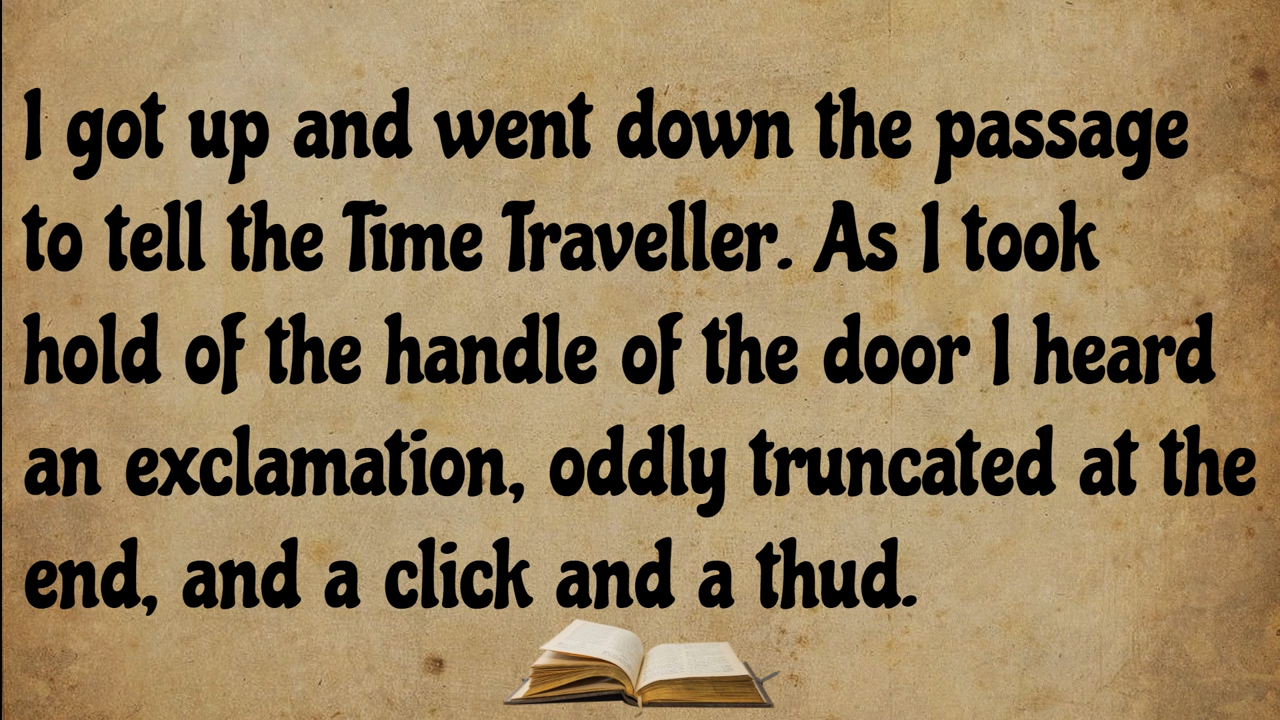 I got up and went down the passage
to tell the Time Traveller. As I took
hold of the handle of the door I heard
an exclamation, oddly truncated at the
end, and a click and a thud.